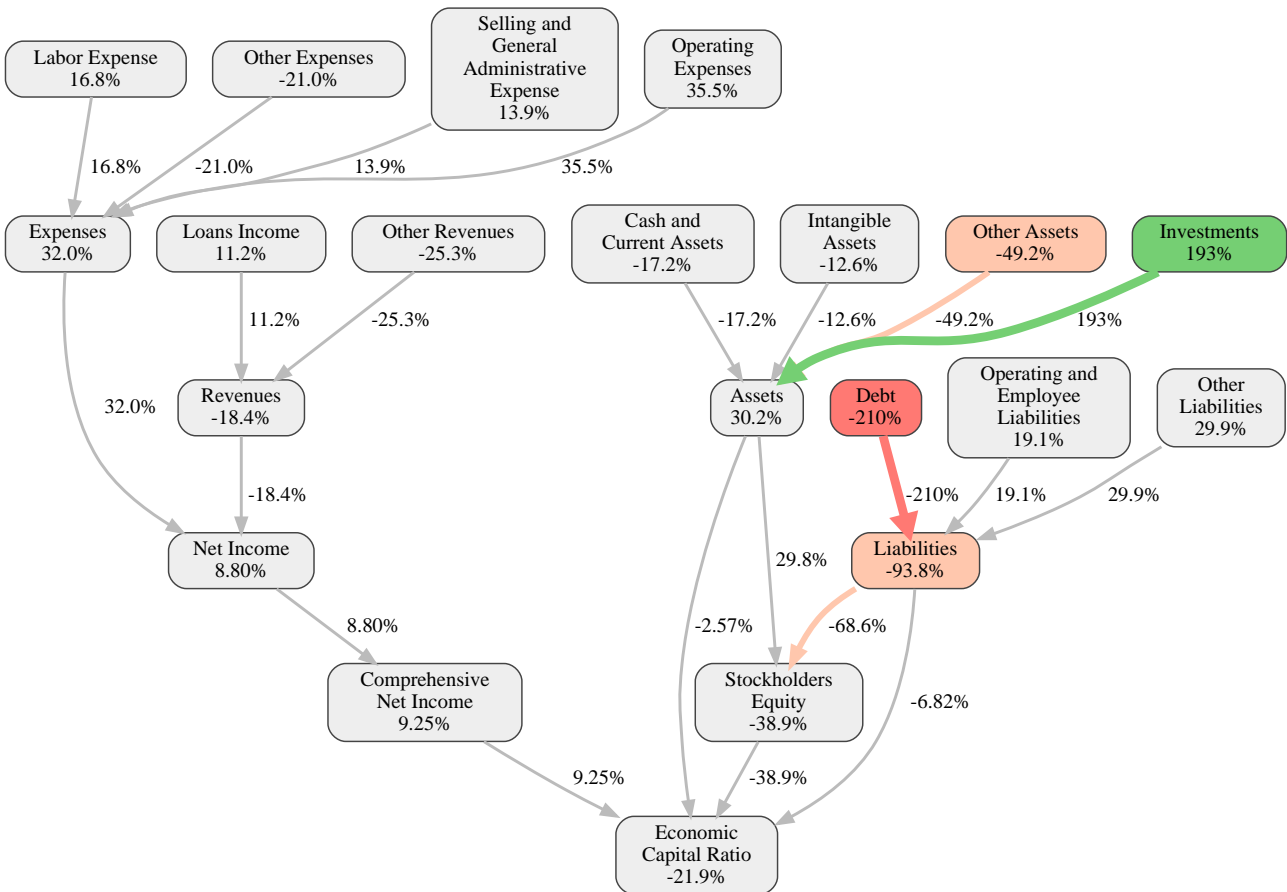 Labor Expense
16.8%
Other Expenses
-21.0%
Selling and
General
Administrative
Expense
13.9%
Operating
Expenses
35.5%
16.8%
-21.0%
13.9%
35.5%
Expenses
32.0%
Loans Income
11.2%
Other Revenues
-25.3%
Cash and
Current Assets
-17.2%
Intangible
Assets
-12.6%
Other Assets
-49.2%
Investments
193%
11.2%
-25.3%
-17.2%
-12.6%
-49.2%
193%
32.0%
Revenues
-18.4%
Assets
30.2%
Debt
-210%
Operating and
Employee
Liabilities
19.1%
Other
Liabilities
29.9%
-18.4%
-210%
19.1%
29.9%
Net Income
8.80%
29.8%
Liabilities
-93.8%
8.80%
-2.57%
-68.6%
Comprehensive
Net Income
9.25%
Stockholders
Equity
-38.9%
-6.82%
9.25%
-38.9%
Economic
Capital Ratio
-21.9%